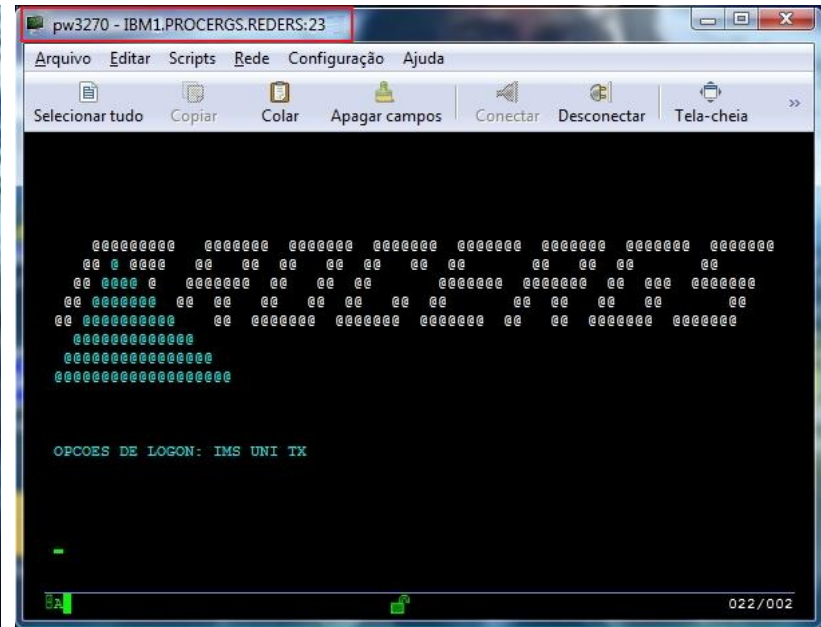 pw3270 - IBM1.PROCERGS.REDERS:23
Arquivo Editar Scripts Rede Configuração Ajuda
Selecionar tudo Copiar Colar Apagar campos Conectar Desconectar Tela-cheia »
PROCERGS
OPCOES DE LOGON: IMS UNI TX
A 022/002